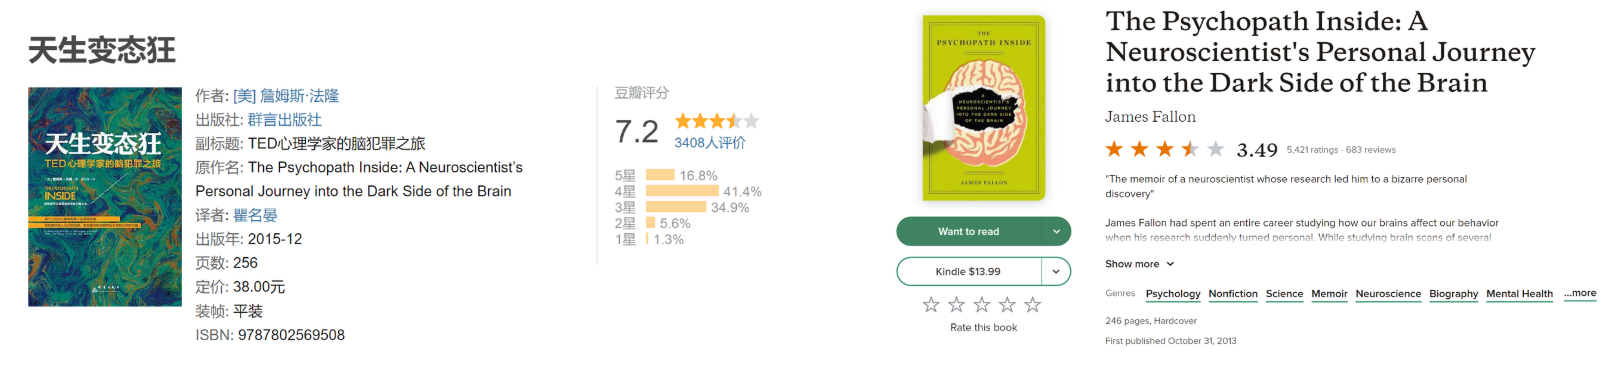 天生变态狂
天生变态狂
TED心理学家的脑犯罪之旅
THE PSYCHOPATH
INSIDE
作者: [美] 詹姆斯·法隆
出版社: 群言出版社
副标题: TED心理学家的脑犯罪之旅
原作名: The Psychopath Inside: A Neuroscientist's
Personal Journey into the Dark Side of the Brain
译者: 瞿名晏
出版年: 2015-12
页数: 256
定价: 38.00元
装帧: 平装
ISBN: 9787802569508
豆瓣评分
7.2
3408人评价
5星 16.8%
4星 41.4%
3星 34.9%
2星 5.6%
1星 1.3%
THE
PSYCHOPATH INSIDE
A
NEUROSCIENTIST'S
PERSONAL JOURNEY
INTO THE DARK SIDE
OF THE BRAIN
JAMES FALLON
Want to read
Kindle $13.99
Rate this book
The Psychopath Inside: A
Neuroscientist's Personal Journey
into the Dark Side of the Brain
James Fallon
3.49 5,421 ratings · 683 reviews
"The memoir of a neuroscientist whose research led him to a bizarre personal
discovery"
James Fallon had spent an entire career studying how our brains affect our behavior
when his research suddenly turned personal. While studying brain scans of several
Show more
Genres Psychology Nonfiction Science Memoir Neuroscience Biography Mental Health ...more
246 pages, Hardcover
First published October 31, 2013